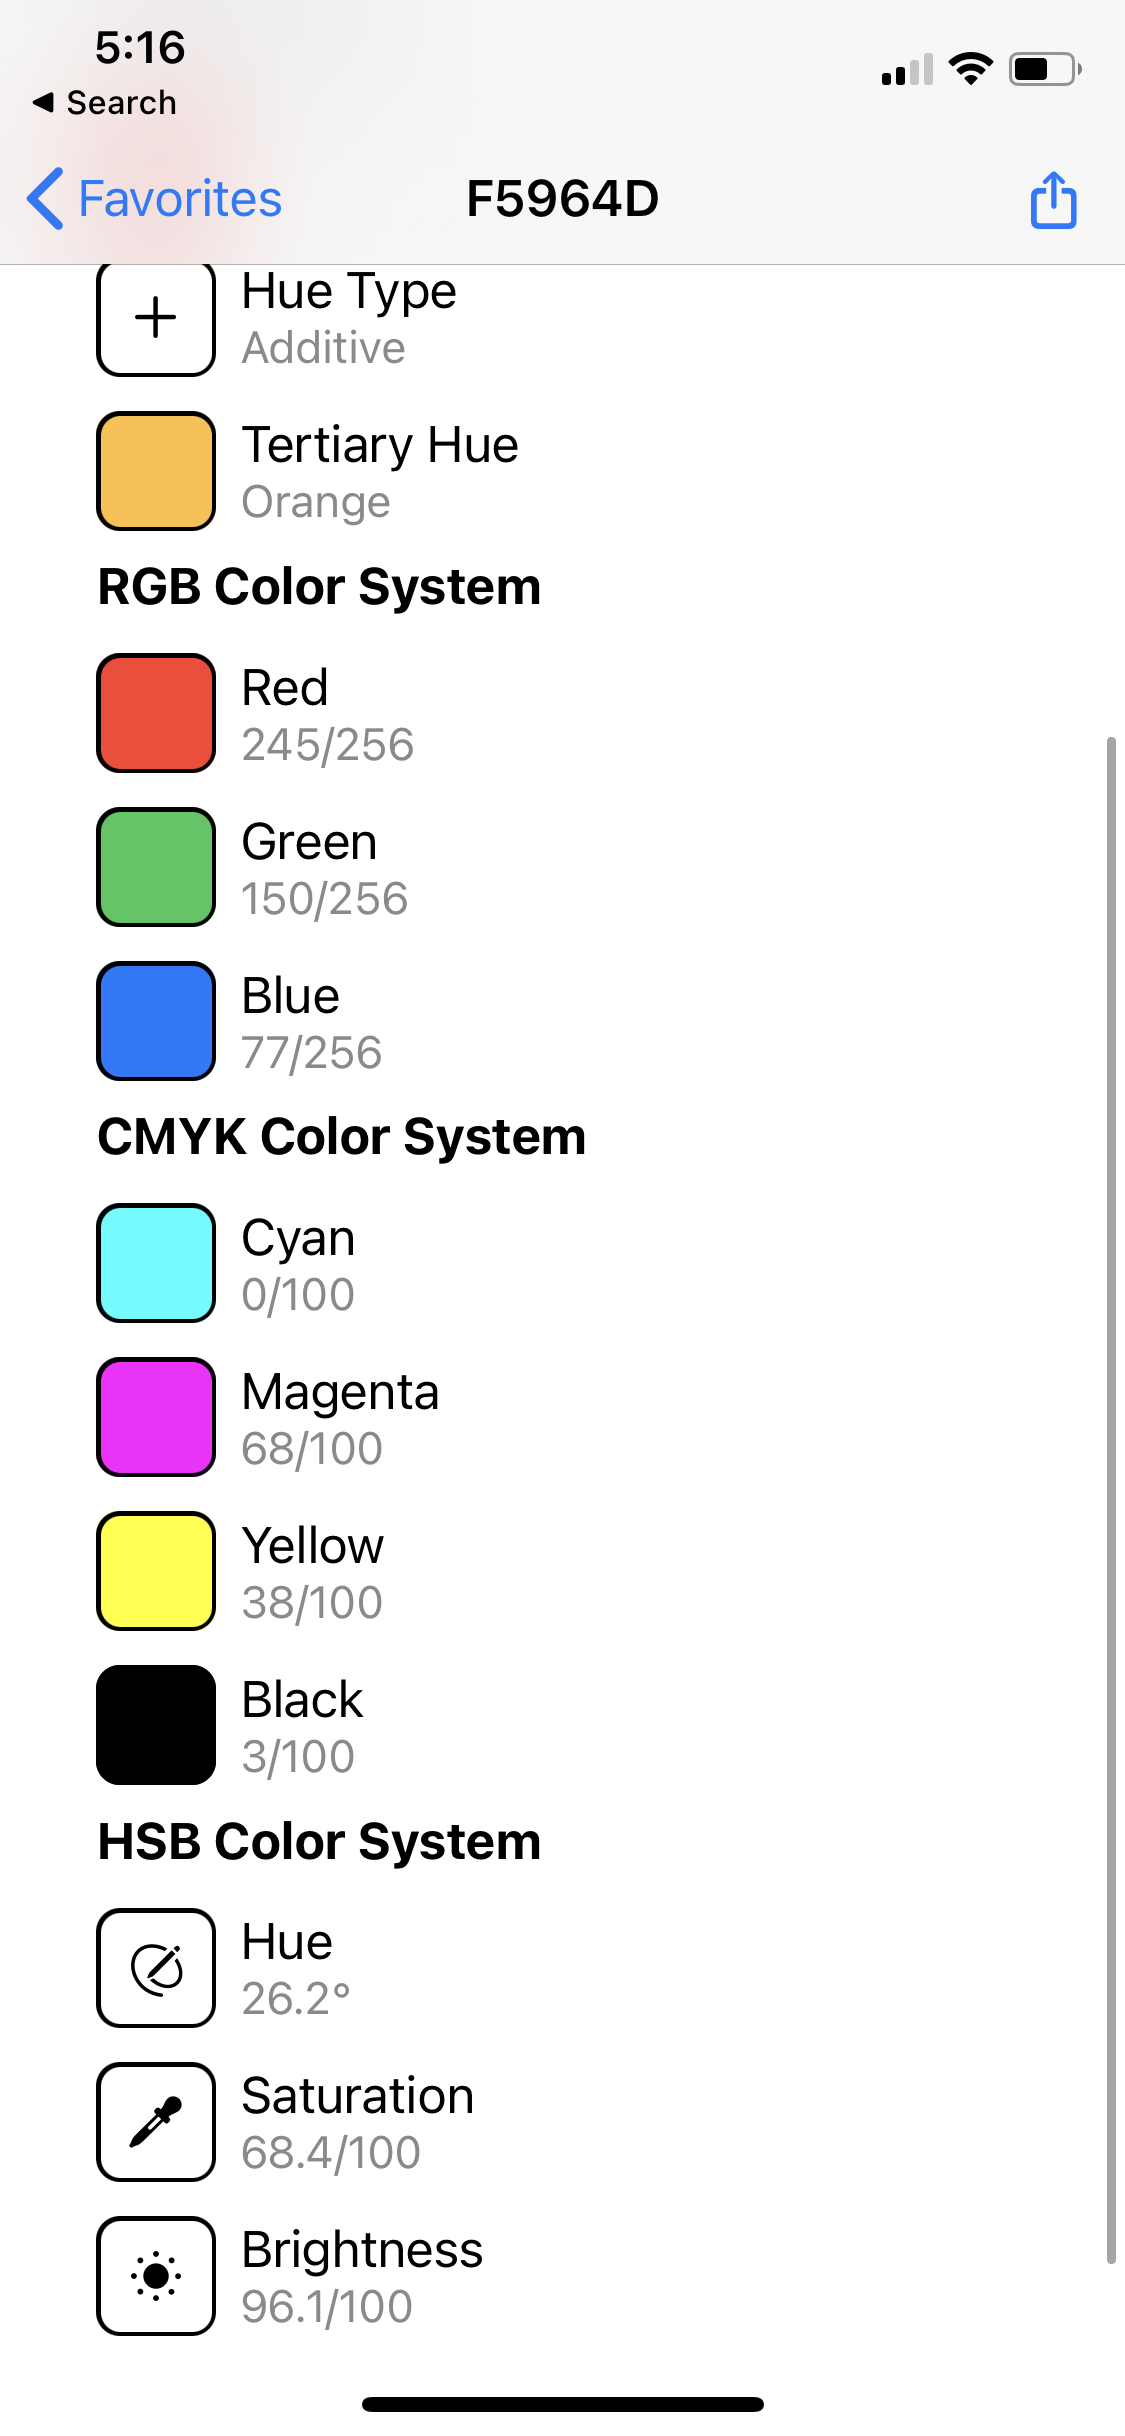 5:16
Search
Favorites
F5964D
Hue Type
Additive
Tertiary Hue
Orange
RGB Color System
Red
245/256
Green
150/256
Blue
77/256
CMYK Color System
Cyan
0/100
Magenta
68/100
Yellow
38/100
Black
3/100
HSB Color System
Hue
26.2°
Saturation
68.4/100
Brightness
96.1/100